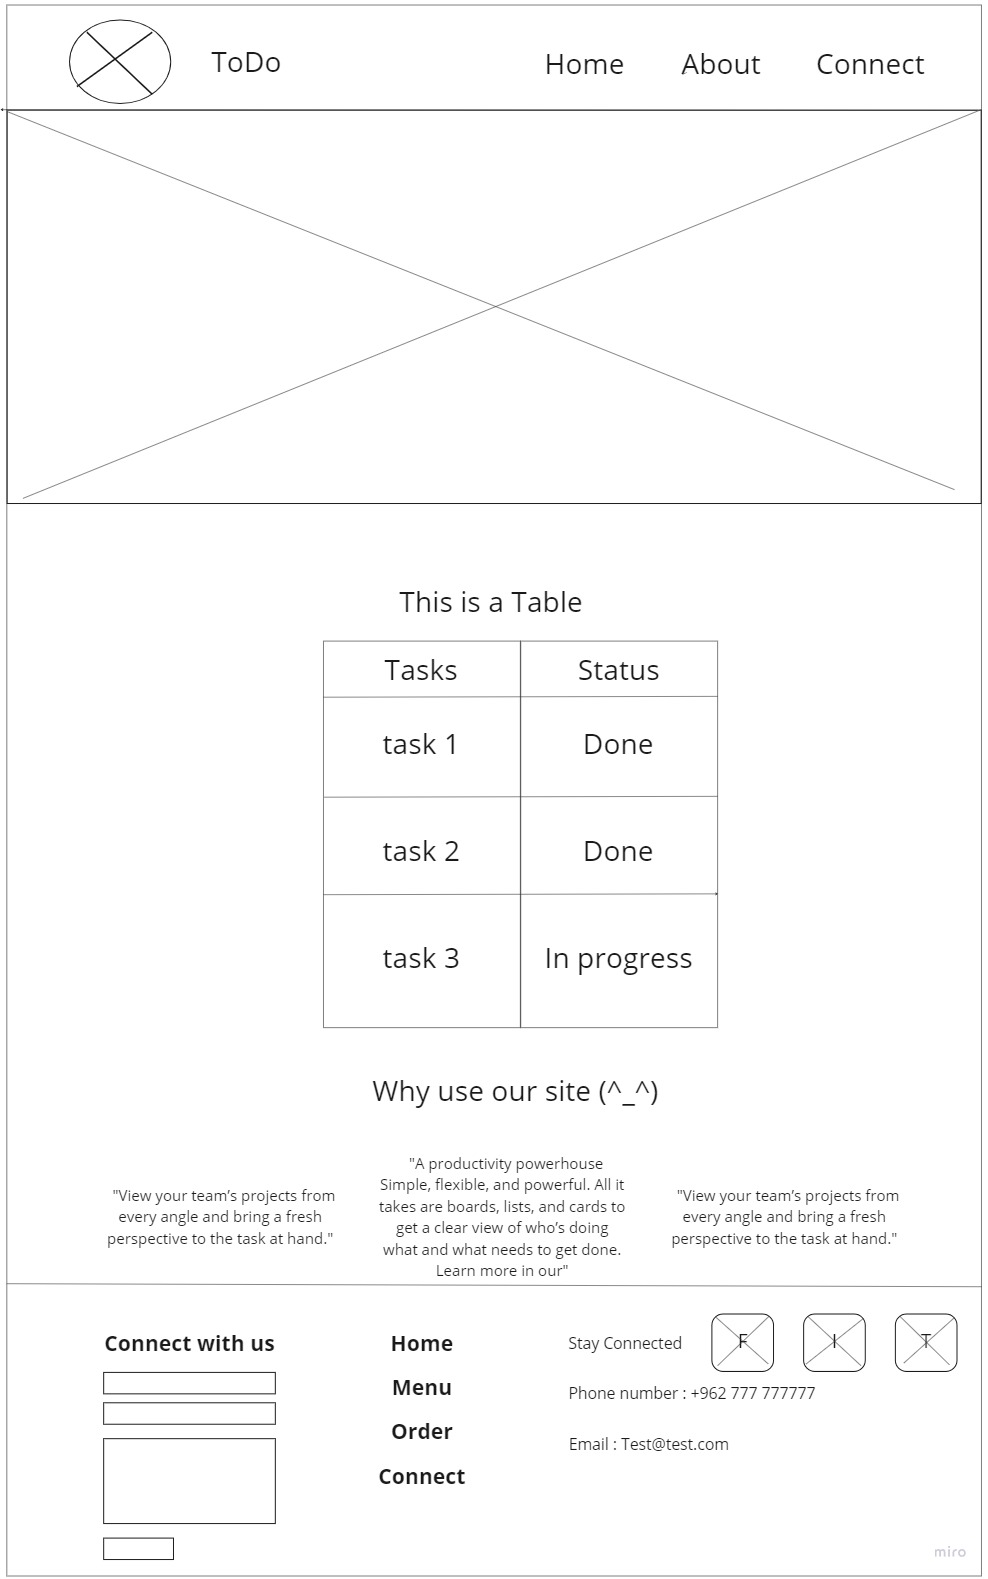 ToDo
Home About Connect
This is a Table
Tasks Status
task 1 Done
task 2 Done
task 3 In progress
Why use our site (^_^)
"View your team’s projects from
every angle and bring a fresh
perspective to the task at hand."
"A productivity powerhouse
Simple, flexible, and powerful. All it
takes are boards, lists, and cards to
get a clear view of who’s doing
what and what needs to get done.
Learn more in our"
"View your team’s projects from
every angle and bring a fresh
perspective to the task at hand."
Connect with us
Home
Menu
Order
Connect
Stay Connected
F I T
Phone number : +962 777 777777
Email : Test@test.com
miro